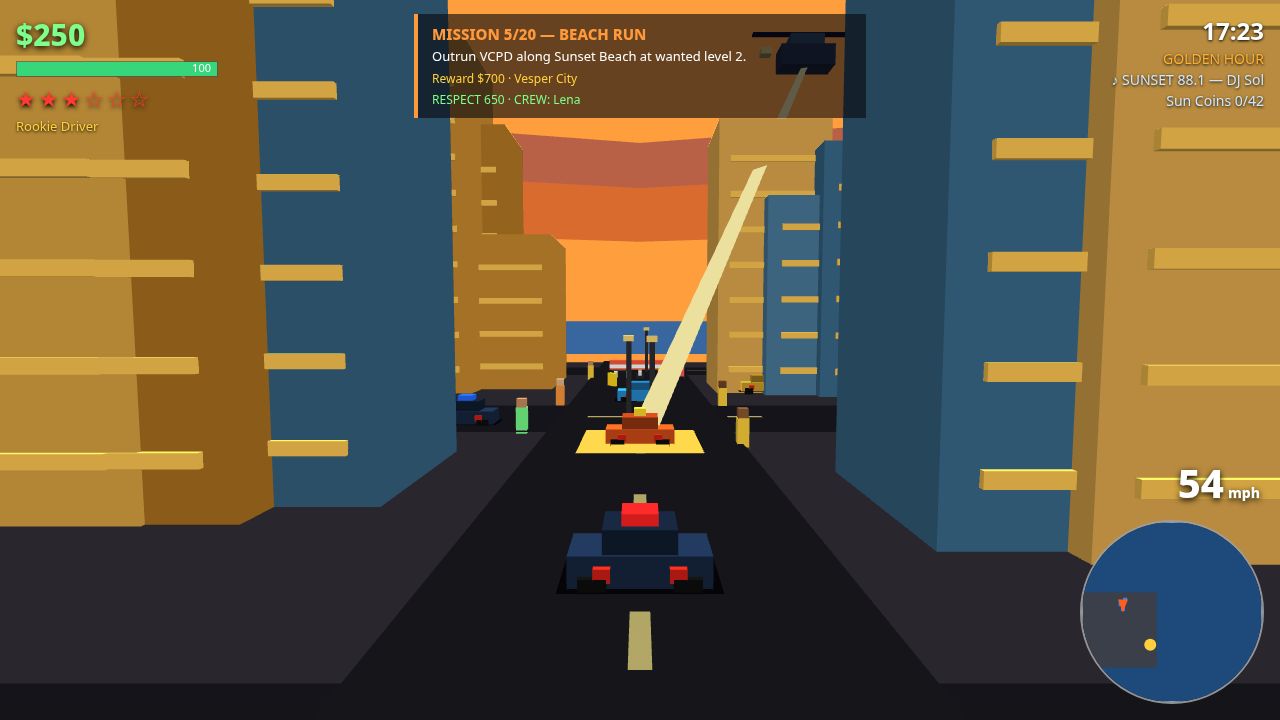 $250
100
★★★☆☆☆
Rookie Driver
MISSION 5/20 — BEACH RUN
Outrun VCPD along Sunset Beach at wanted level 2.
Reward $700 · Vesper City
RESPECT 650 · CREW: Lena
17:23
GOLDEN HOUR
♪ SUNSET 88.1 — DJ Sol
Sun Coins 0/42
54 mph